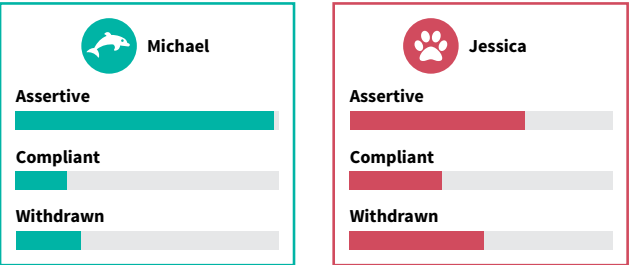 Michael
Assertive
Compliant
Withdrawn
Jessica
Assertive
Compliant
Withdrawn